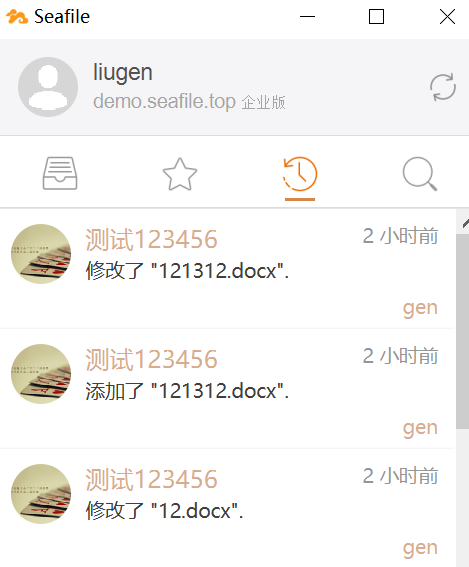 Seafile
liugen
demo.seafile.top 企业版
测试123456
2 小时前
修改了 "121312.docx".
gen
测试123456
2 小时前
添加了 "121312.docx".
gen
测试123456
2 小时前
修改了 "12.docx".
gen